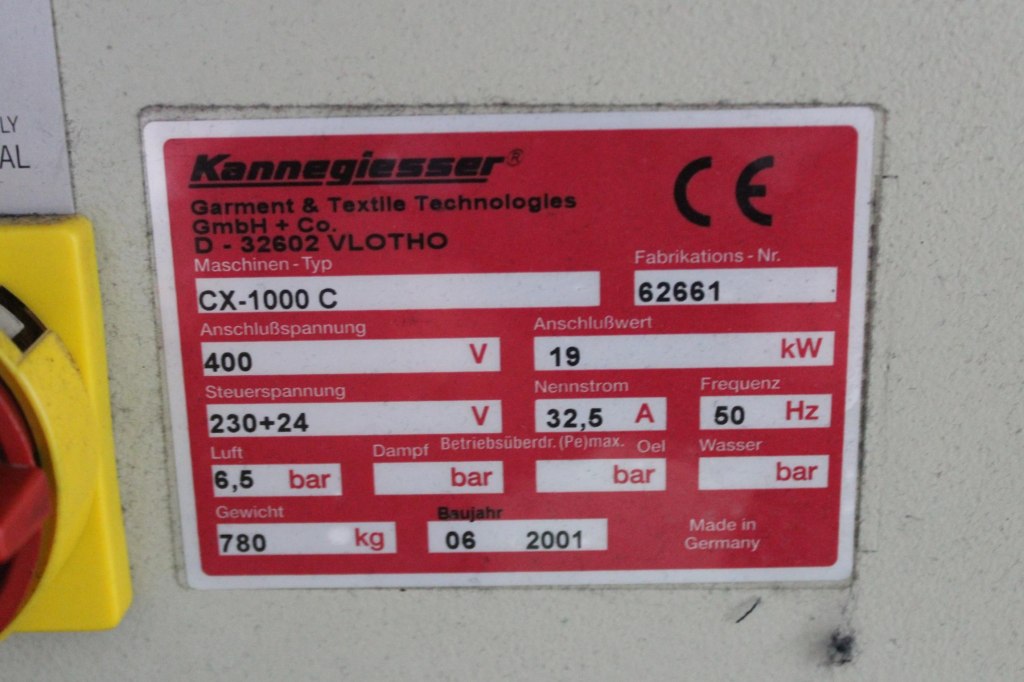 LY
AL
Kannegiesser®
Garment & Textile Technologies
GmbH + Co.
D - 32602 VLOTHO
CE
Maschinen-Typ
CX-1000 C
Fabrikations-Nr.
62661
Anschlußspannung
400 V
Anschlußwert
19 kW
Steuerspannung
230+24 V
Nennstrom
32,5 A
Frequenz
50 Hz
Betriebsüberdr.(Pe)max.
Luft
6,5 bar
Dampf
bar
Oel
bar
Wasser
bar
Gewicht
780 kg
Baujahr
06 2001
Made in
Germany